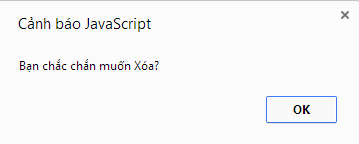 Cảnh báo JavaScript
Bạn chắc chắn muốn Xóa?
OK